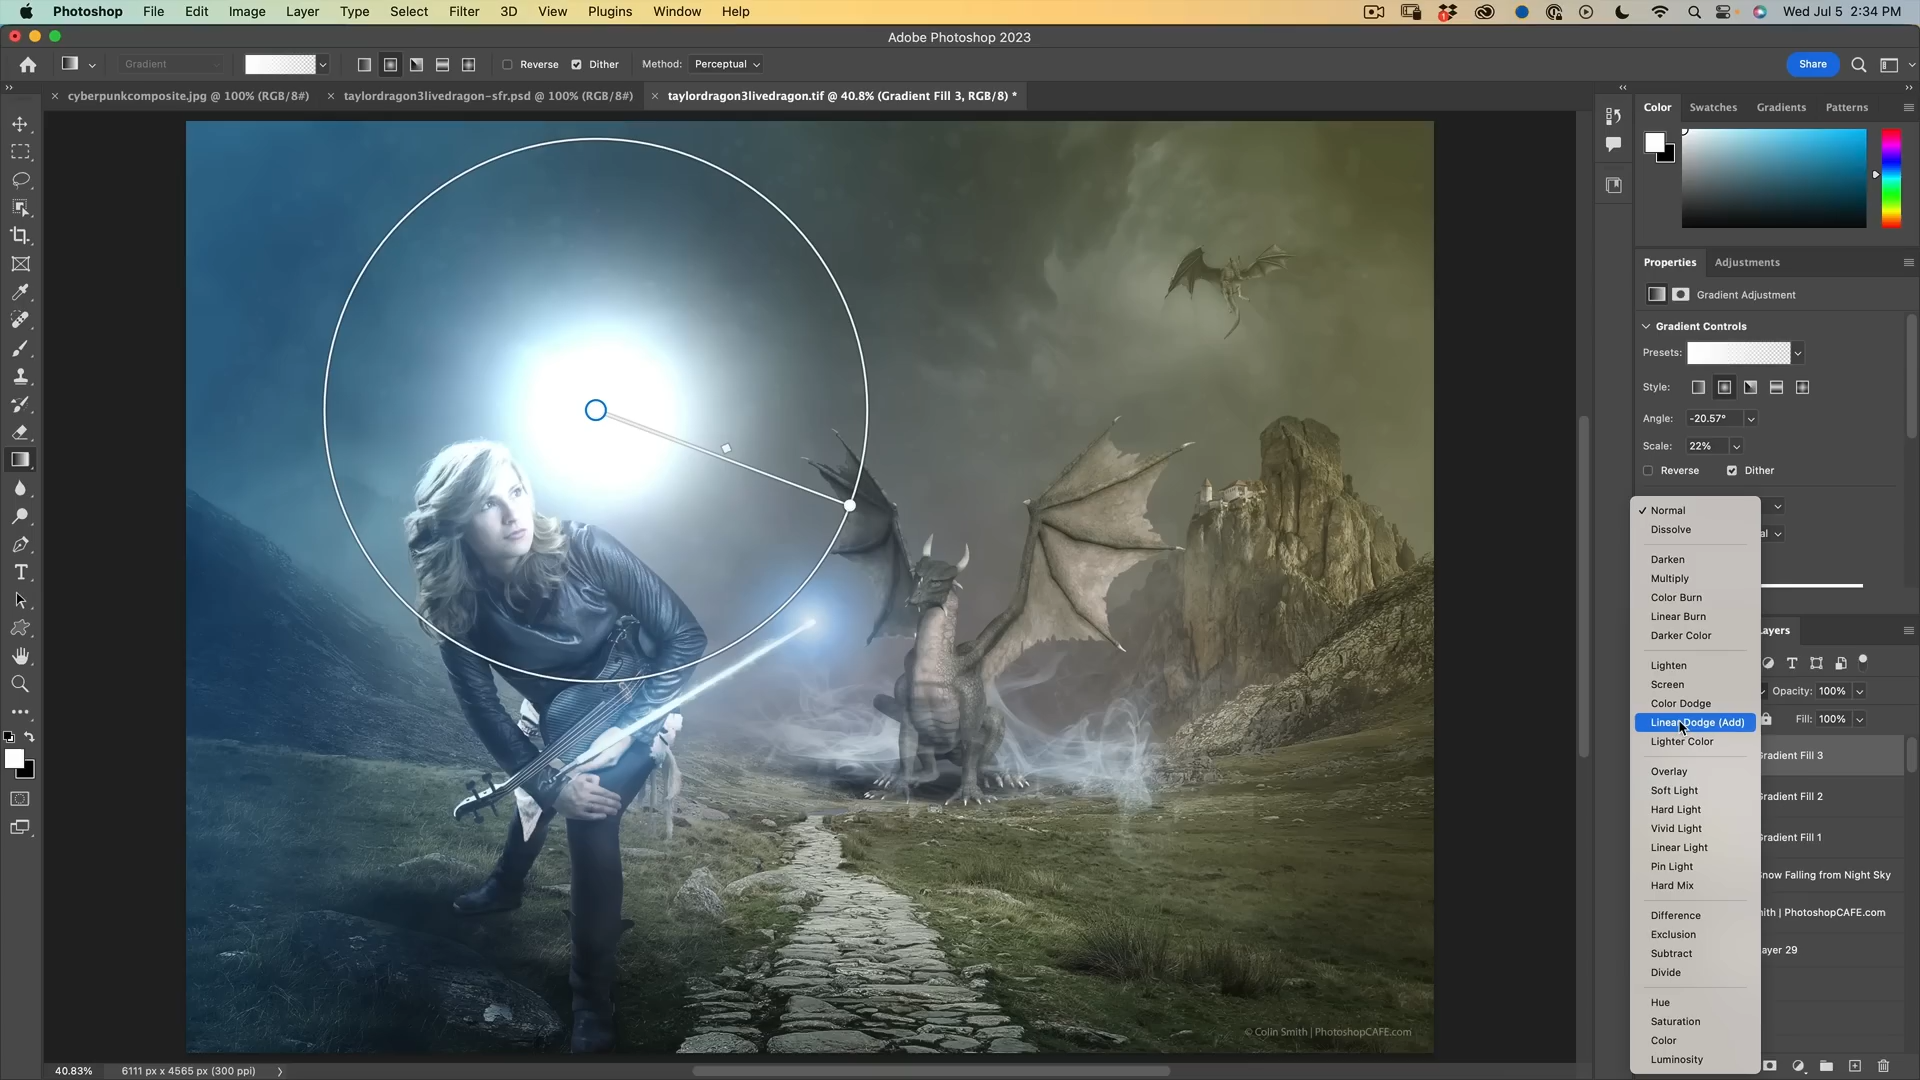 Photoshop File Edit Image Layer Type Select Filter 3D View Plugins Window Help Wed Jul 5 2:34 PM
Adobe Photoshop 2023
Gradient Reverse Dither Method: Perceptual Share
cyberpunkcomposite.jpg @ 100% (RGB/8#) taylordragon3livedragon-sfr.psd @ 100% (RGB/8#) taylordragon3livedragon.tif @ 40.8% (Gradient Fill 3, RGB/8) *
Color Swatches Gradients Patterns
Properties Adjustments
Gradient Adjustment
Gradient Controls
Presets:
Style:
Angle: -20.57°
Scale: 22%
Reverse Dither
Normal
Dissolve
al
Darken
Multiply
Color Burn
Linear Burn
Darker Color
ayers
Lighten
Screen
Opacity: 100%
Color Dodge
Linear Dodge (Add)
Fill: 100%
Lighter Color
Gradient Fill 3
Overlay
Soft Light
Gradient Fill 2
Hard Light
Vivid Light
Gradient Fill 1
Linear Light
Pin Light
Snow Falling from Night Sky
Hard Mix
Difference
ith | PhotoshopCAFE.com
Exclusion
ayer 29
Subtract
Divide
Hue
Saturation
Color
Luminosity
© Colin Smith | PhotoshopCAFE.com
40.83% 6111 px x 4565 px (300 ppi)